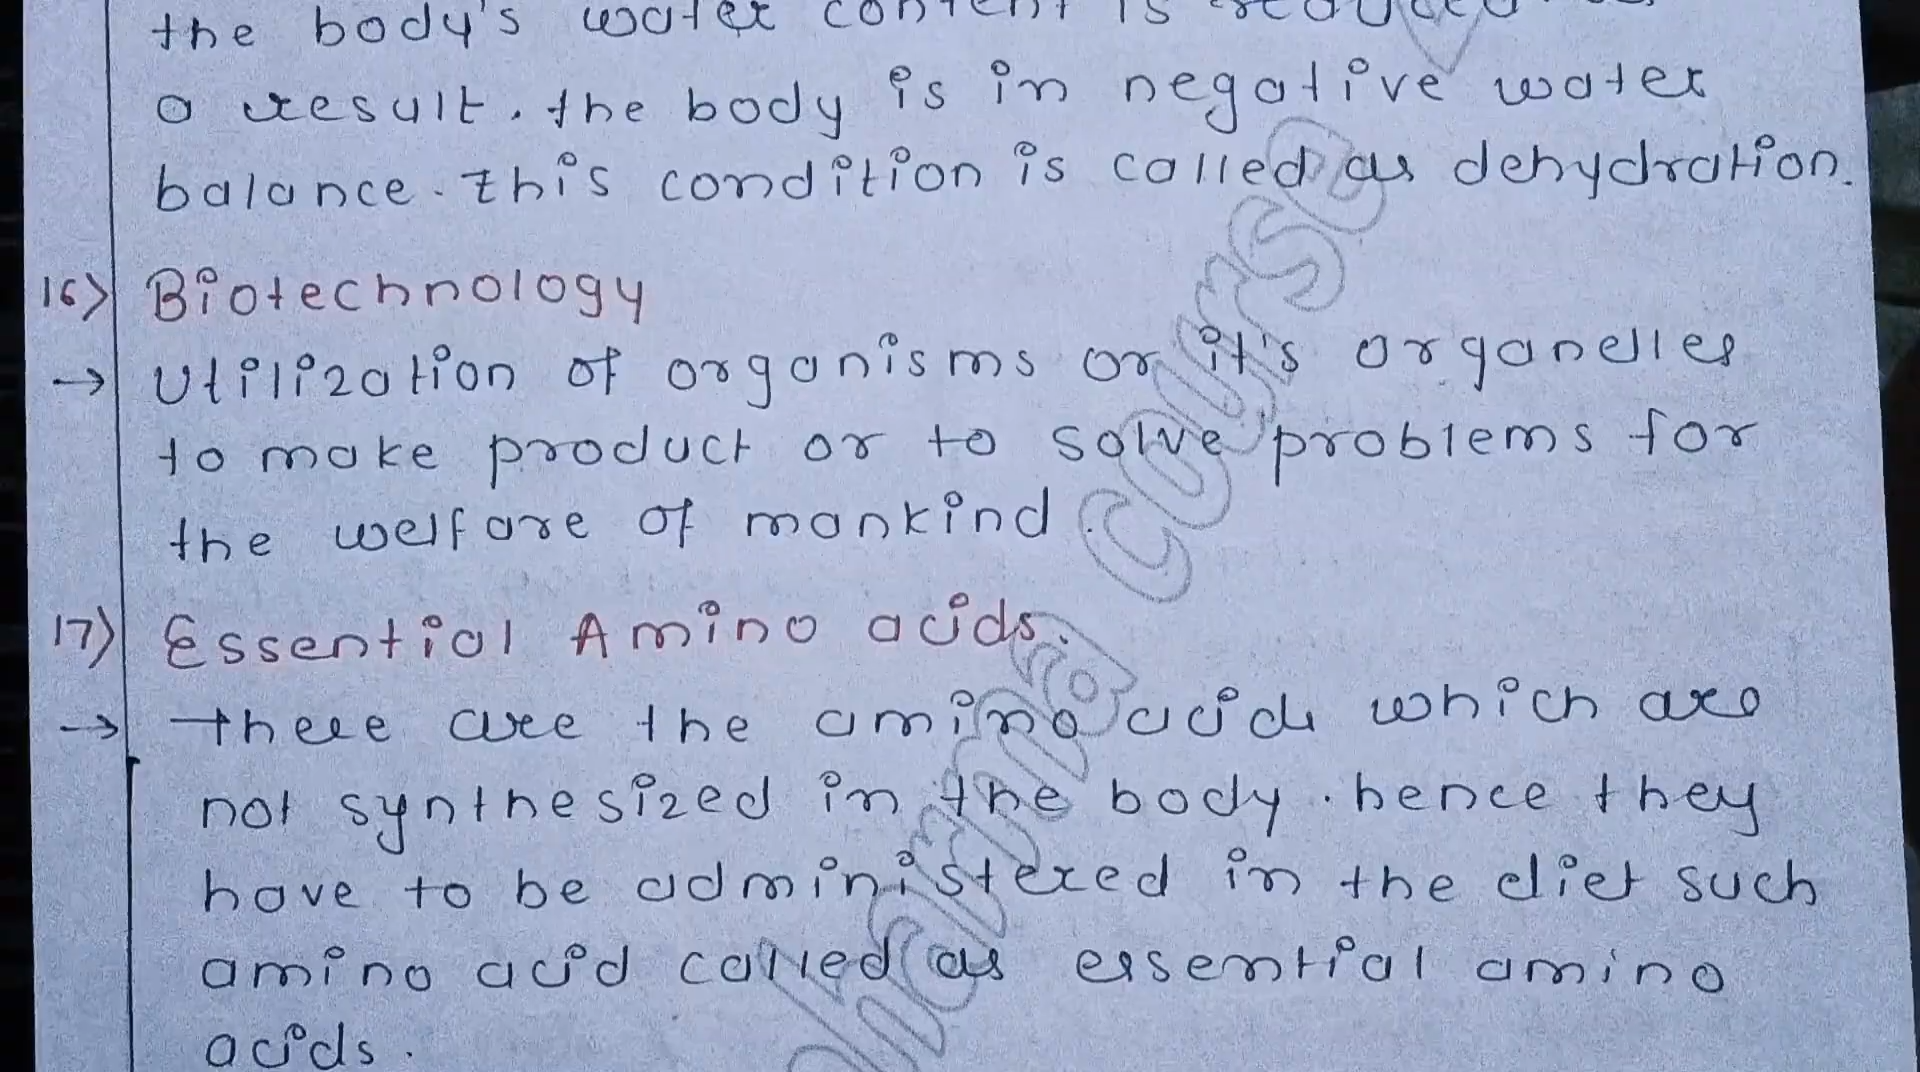 the body's water content is reduced as
a result. the body is in negative water
balance. this condition is called as dehydration.
16) Biotechnology
→ Utilization of organisms or it's organelles
to make product or to solve problems for
the welfare of mankind.
17) Essential Amino acids.
→ these are the amino acids which are
not synthesized in the body. hence they
have to be administered in the diet such
amino acid called as essential amino
acids.